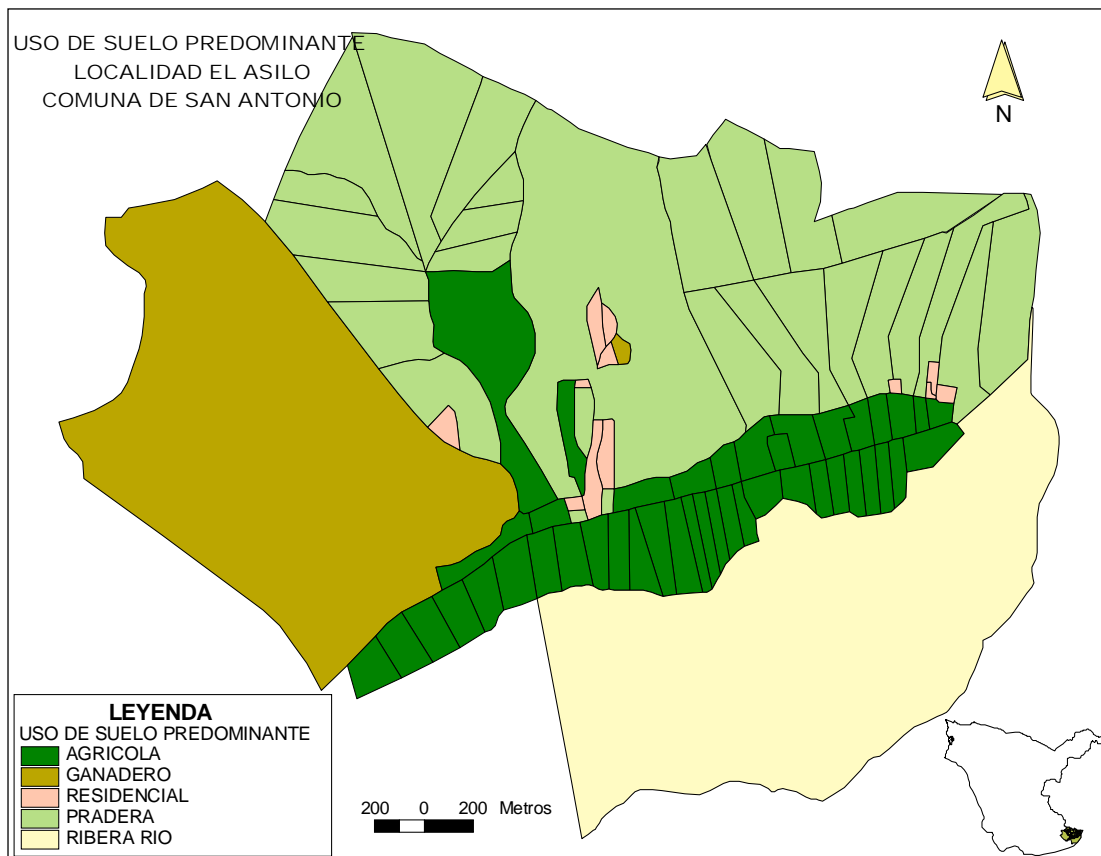 USO DE SUELO PREDOMINANTE
LOCALIDAD EL ASILO
COMUNA DE SAN ANTONIO
N
LEYENDA
USO DE SUELO PREDOMINANTE
AGRICOLA
GANADERO
RESIDENCIAL
PRADERA
RIBERA RIO
200 0 200 Metros